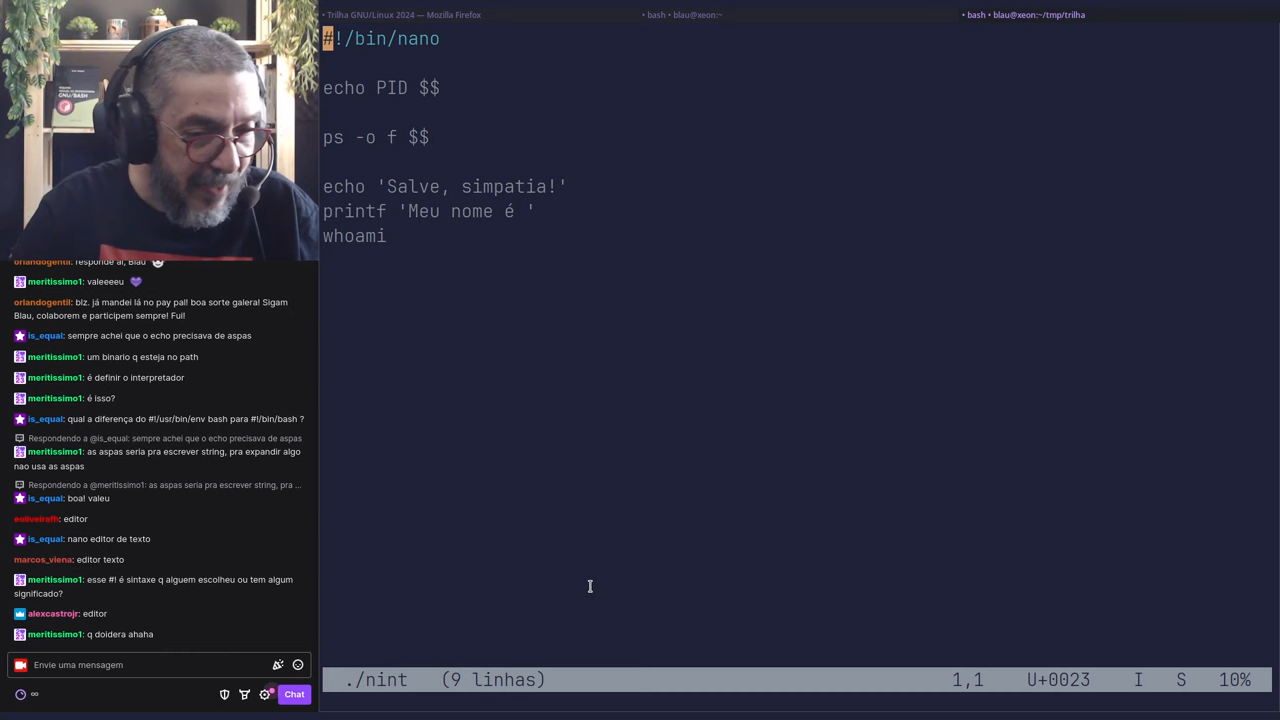 • Trilha GNU/Linux 2024 — Mozilla Firefox
• bash • blau@xeon:~
• bash • blau@xeon:~/tmp/trilha
#!/bin/nano
echo PID $$
ps -o f $$
echo 'Salve, simpatia!'
printf 'Meu nome é '
whoami
./nint (9 linhas) 1,1 U+0023 I S 10%
GNU/BASH
orlandogentil: responde aí, Blau
meritissimo1: valeeeeu
orlandogentil: blz. já mandei lá no pay pal! boa sorte galera! Sigam
Blau, colaborem e participem sempre! Fui!
is_equal: sempre achei que o echo precisava de aspas
meritissimo1: um binario q esteja no path
meritissimo1: é definir o interpretador
meritissimo1: é isso?
is_equal: qual a diferença do #!/usr/bin/env bash para #!/bin/bash ?
Respondendo a @is_equal: sempre achei que o echo precisava de aspas
meritissimo1: as aspas seria pra escrever string, pra expandir algo
nao usa as aspas
Respondendo a @meritissimo1: as aspas seria pra escrever string, pra ...
is_equal: boa! valeu
eoliveirafh: editor
is_equal: nano editor de texto
marcos_viena: editor texto
meritissimo1: esse #! é sintaxe q alguem escolheu ou tem algum
significado?
alexcastrojr: editor
meritissimo1: q doidera ahaha
Envie uma mensagem
∞
Chat